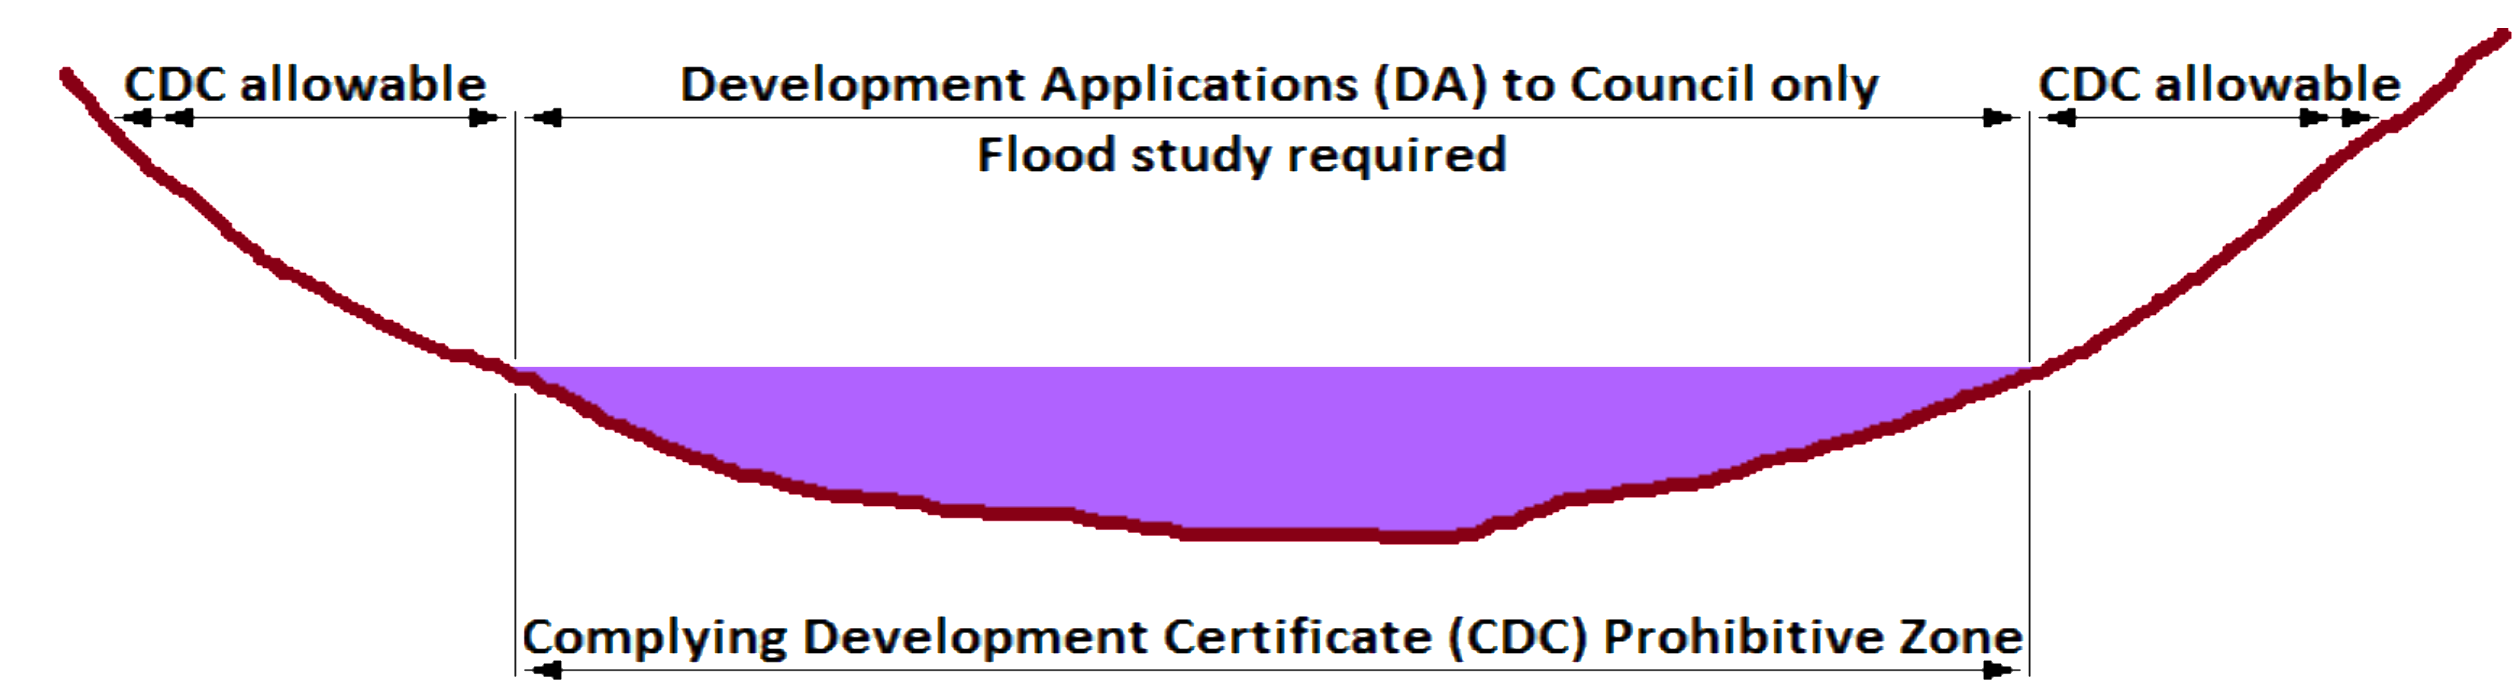 CDC allowable
Development Applications (DA) to Council only
CDC allowable
Flood study required
Complying Development Certificate (CDC) Prohibitive Zone